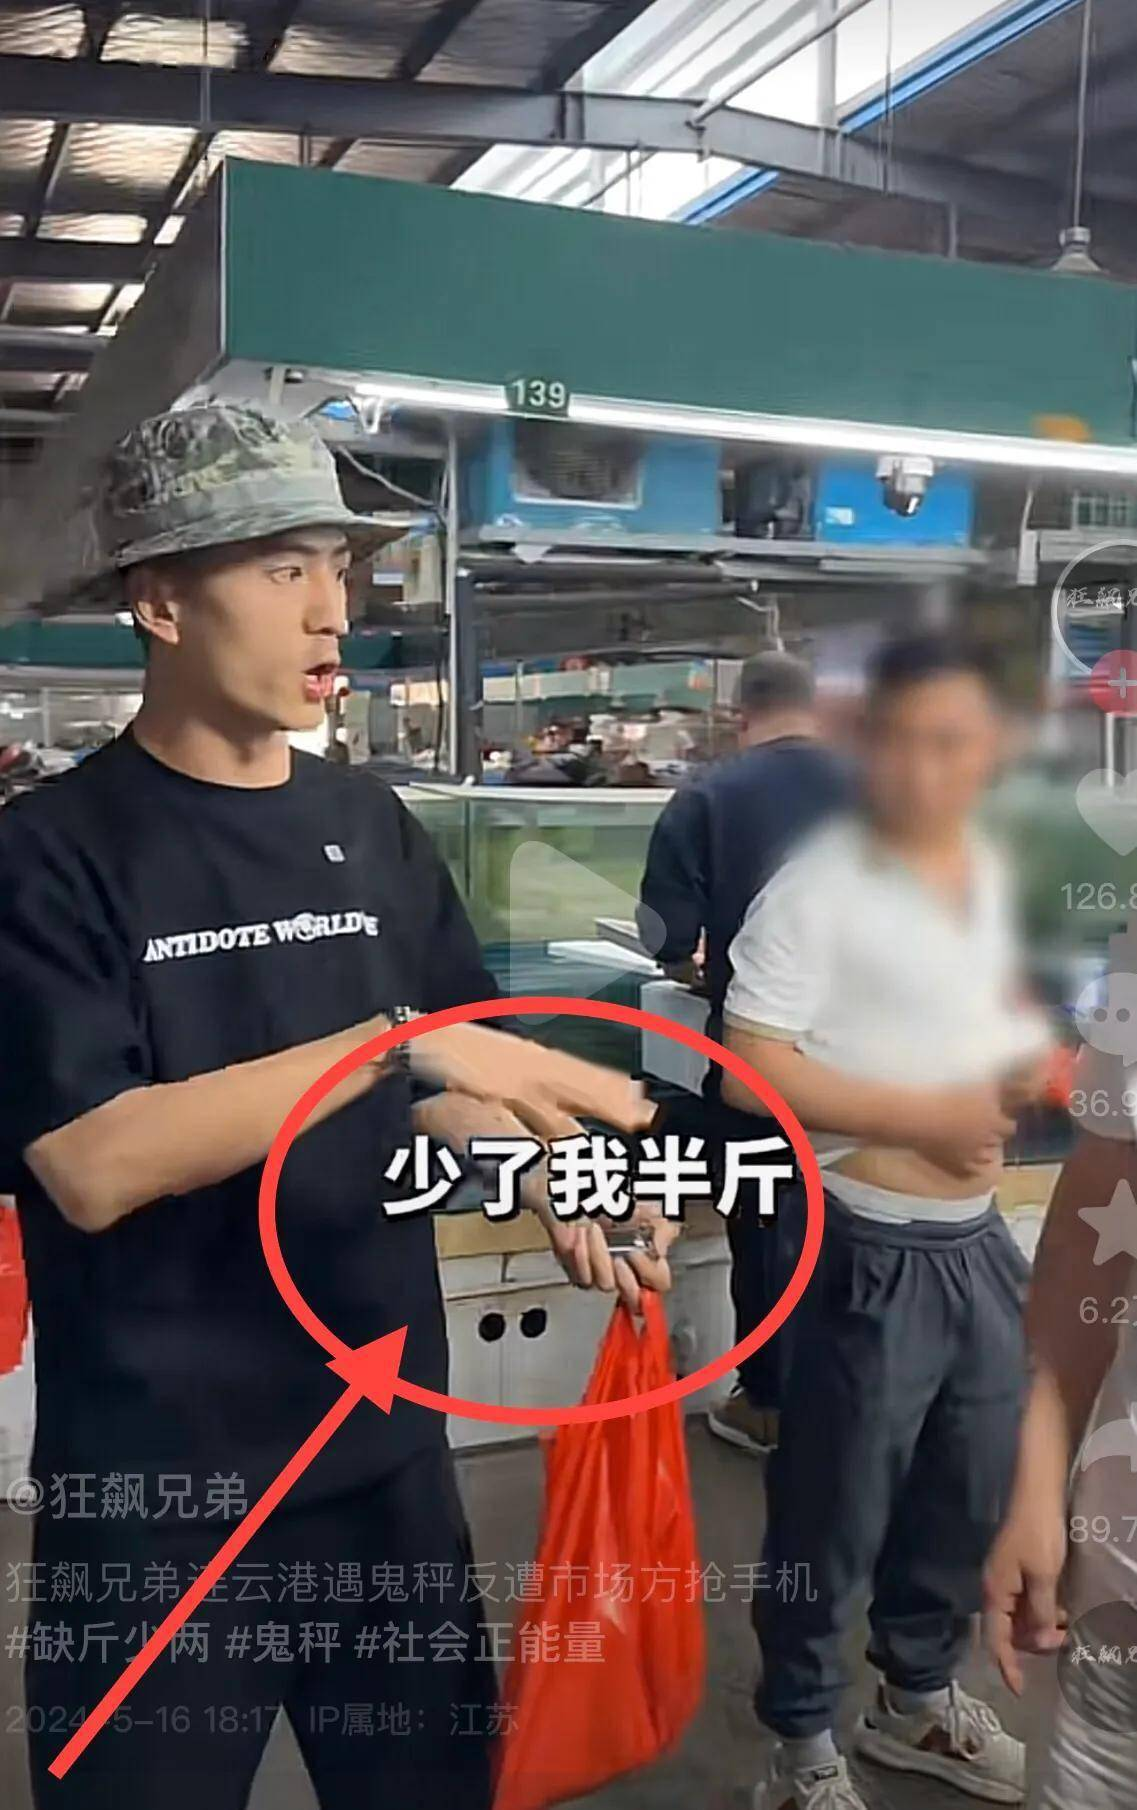 139
ANTIDOTE WORLDWE
少了我半斤
126.8
36.9
6.2万
89.7
@狂飙兄弟
狂飙兄弟连云港遇鬼秤反遭市场方抢手机
#缺斤少两 #鬼秤 #社会正能量
2024-5-16 18:17 IP属地：江苏